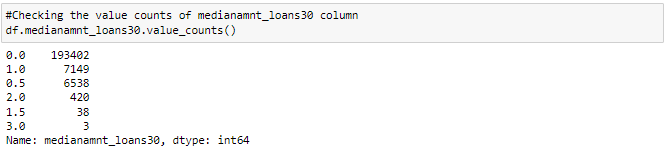 #Checking the value counts of medianamnt_loans30 column
df.medianamnt_loans30.value_counts()
0.0    193402
1.0      7149
0.5      6538
2.0       420
1.5        38
3.0         3
Name: medianamnt_loans30, dtype: int64